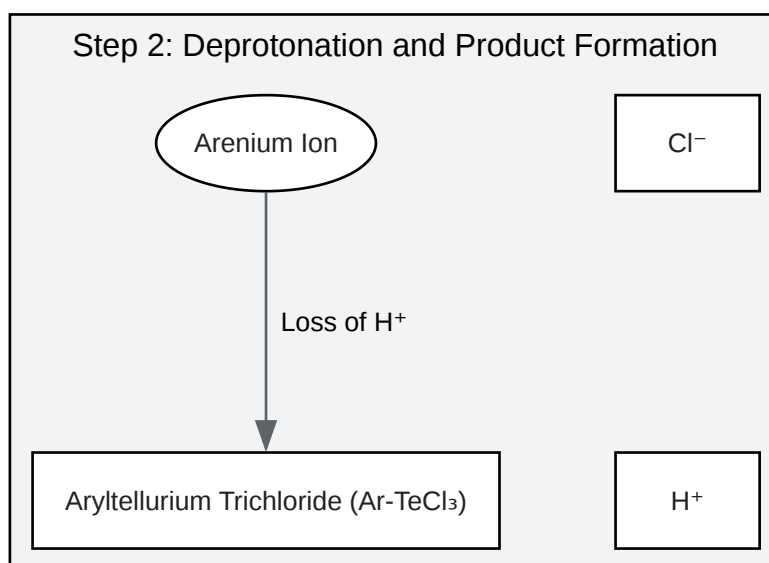 Step 2: Deprotonation and Product Formation
Arenium Ion
Cl⁻
Loss of H⁺
Aryltellurium Trichloride (Ar-TeCl₃)
H⁺